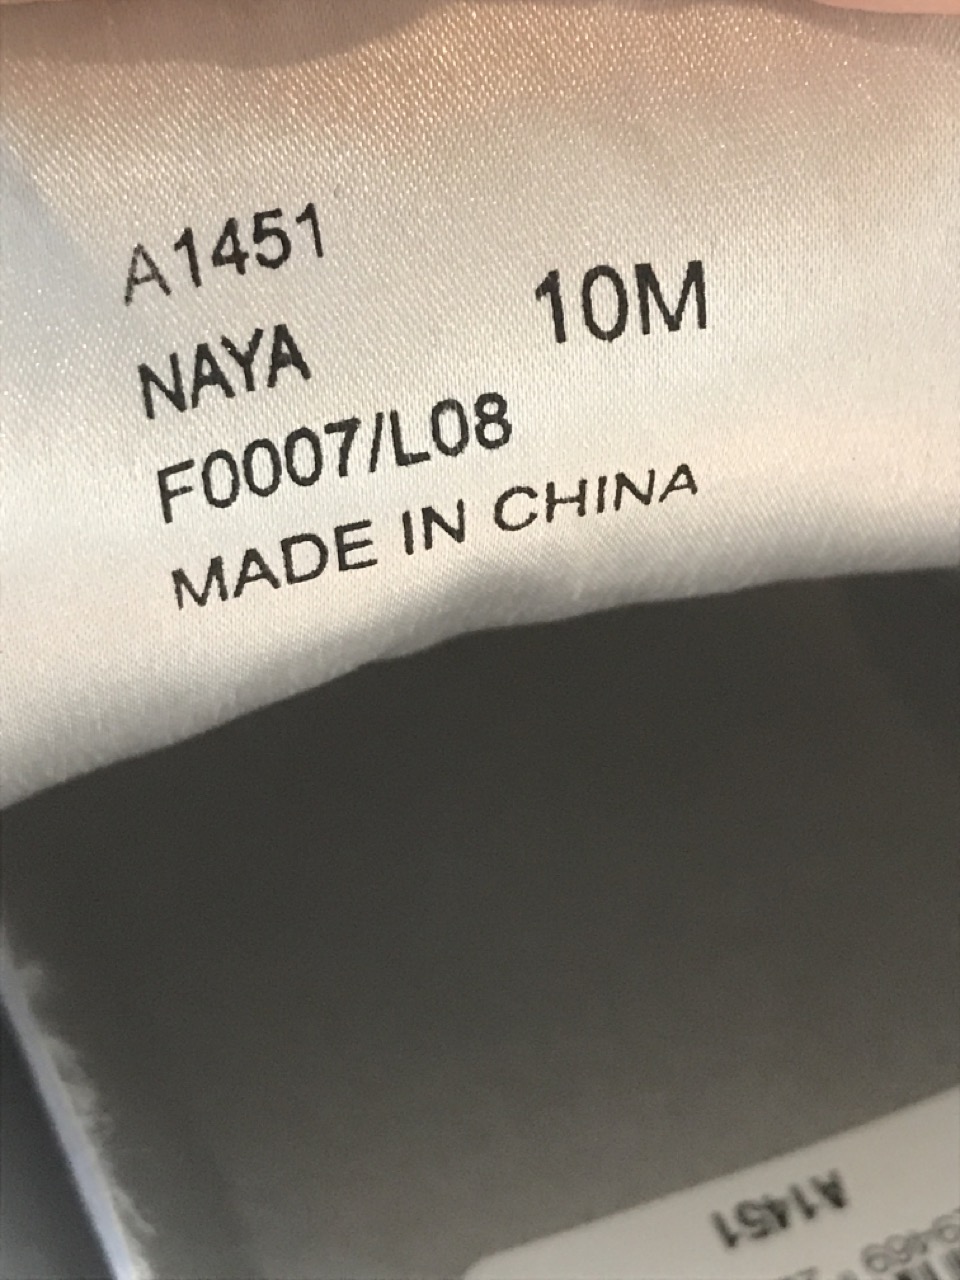 A1451
NAYA 10M
F0007/L08
MADE IN CHINA
A1451